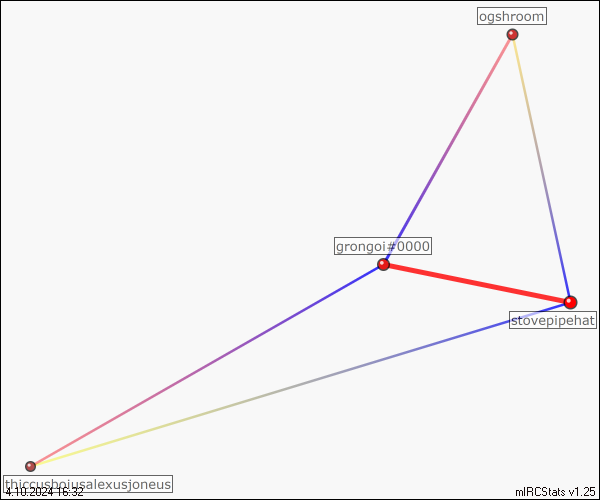 ogshroom
grongoi#0000
stovepipehat
thiccusboiusalexusjoneus
4.10.2024 16:32
mIRCStats v1.25